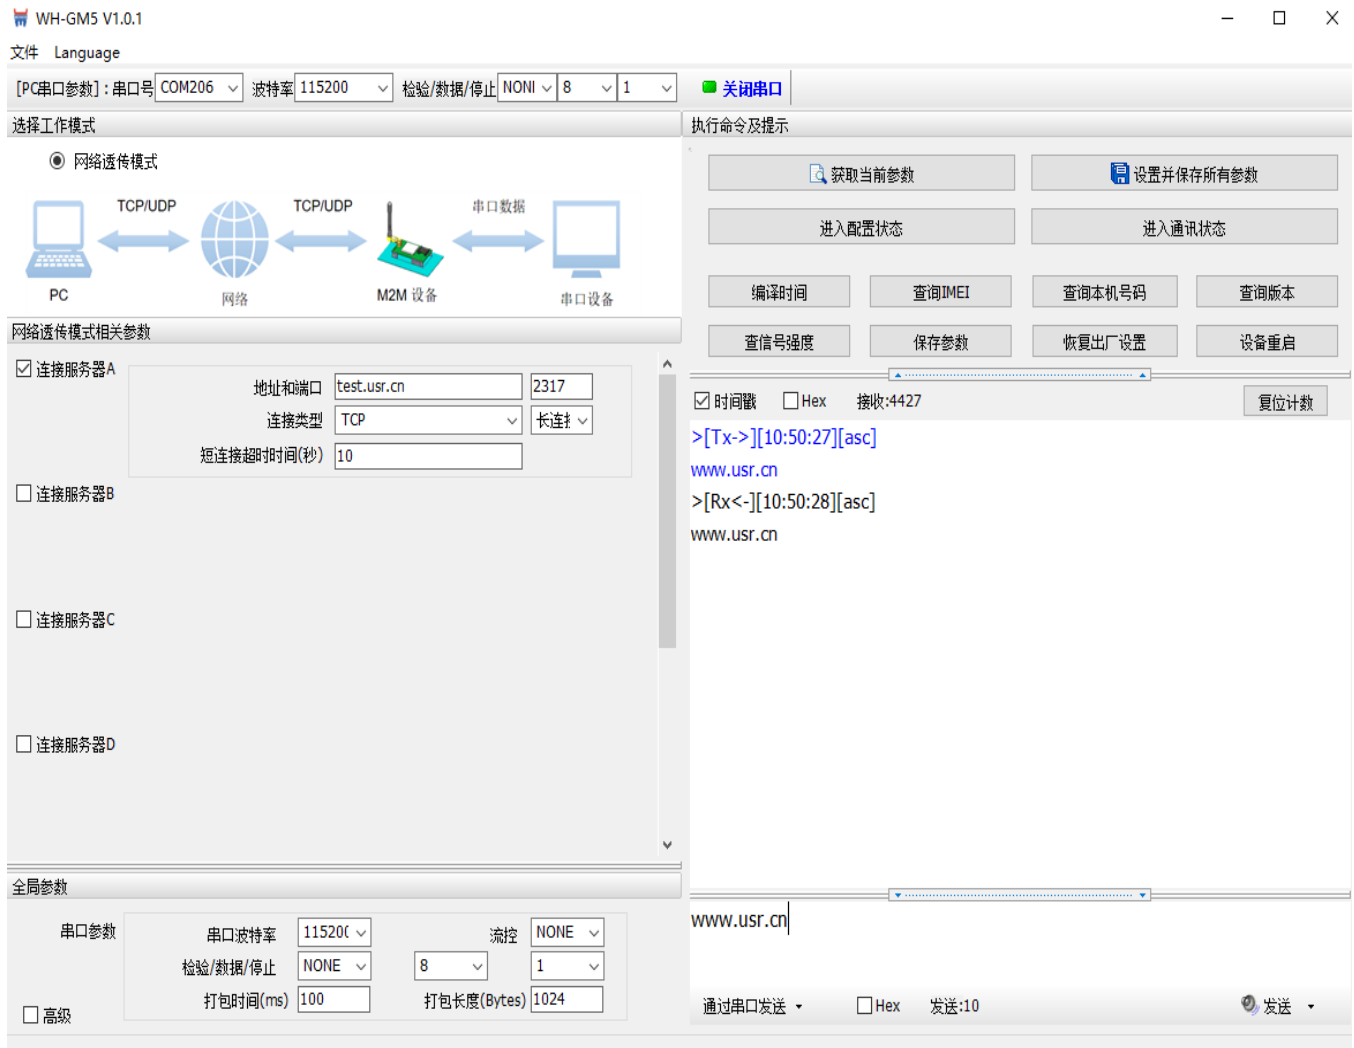 WH-GM5 V1.0.1
文件 Language
[PC串口参数]：串口号 COM206 波特率 115200 检验/数据/停止 NONI 8 1 关闭串口
选择工作模式
网络透传模式
TCP/UDP TCP/UDP 串口数据
PC 网络 M2M 设备 串口设备
网络透传模式相关参数
连接服务器A
地址和端口 test.usr.cn 2317
连接类型 TCP 长连接
短连接超时时间(秒) 10
连接服务器B
连接服务器C
连接服务器D
全局参数
串口参数 串口波特率 115200 流控 NONE
检验/数据/停止 NONE 8 1
打包时间(ms) 100 打包长度(Bytes) 1024
高级
执行命令及提示
获取当前参数 设置并保存所有参数
进入配置状态 进入通讯状态
编译时间 查询IMEI 查询本机号码 查询版本
查信号强度 保存参数 恢复出厂设置 设备重启
时间戳 Hex 接收:4427 复位计数
>[Tx->][10:50:27][asc]
www.usr.cn
>[Rx<-][10:50:28][asc]
www.usr.cn
www.usr.cn
通过串口发送 Hex 发送:10 发送